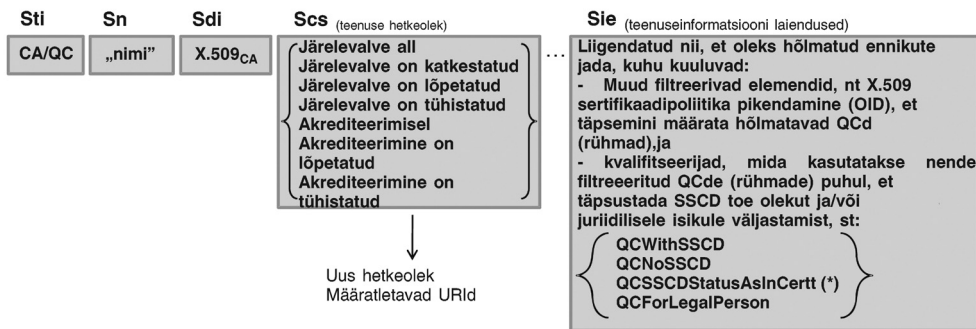 Sti Sn Sdi Scs (teenuse hetkeolek) Sie (teenuseinformatsiooni laiendused)
CA/QC „nimi” X.509CA
Järelevalve all
Järelevalve on katkestatud
Järelevalve on lõpetatud
Järelevalve on tühistatud
Akrediteerimisel
Akrediteerimine on
lõpetatud
Akrediteerimine on
tühistatud
Uus hetkeolek
Määratletavad URId
...
Liigendatud nii, et oleks hõlmatud ennikute
jada, kuhu kuuluvad:
- Muud filtreerivad elemendid, nt X.509
sertifikaadipoliitika pikendamine (OID), et
täpsemini määrata hõlmatavad QCd
(rühmad),ja
- kvalifitseerijad, mida kasutatakse nende
filtreeeritud QCde (rühmade) puhul, et
täpsustada SSCD toe olekut ja/või
juriidilisele isikule väljastamist, st:
QCWithSSCD
QCNoSSCD
QCSSCDStatusAsInCertt (*)
QCForLegalPerson